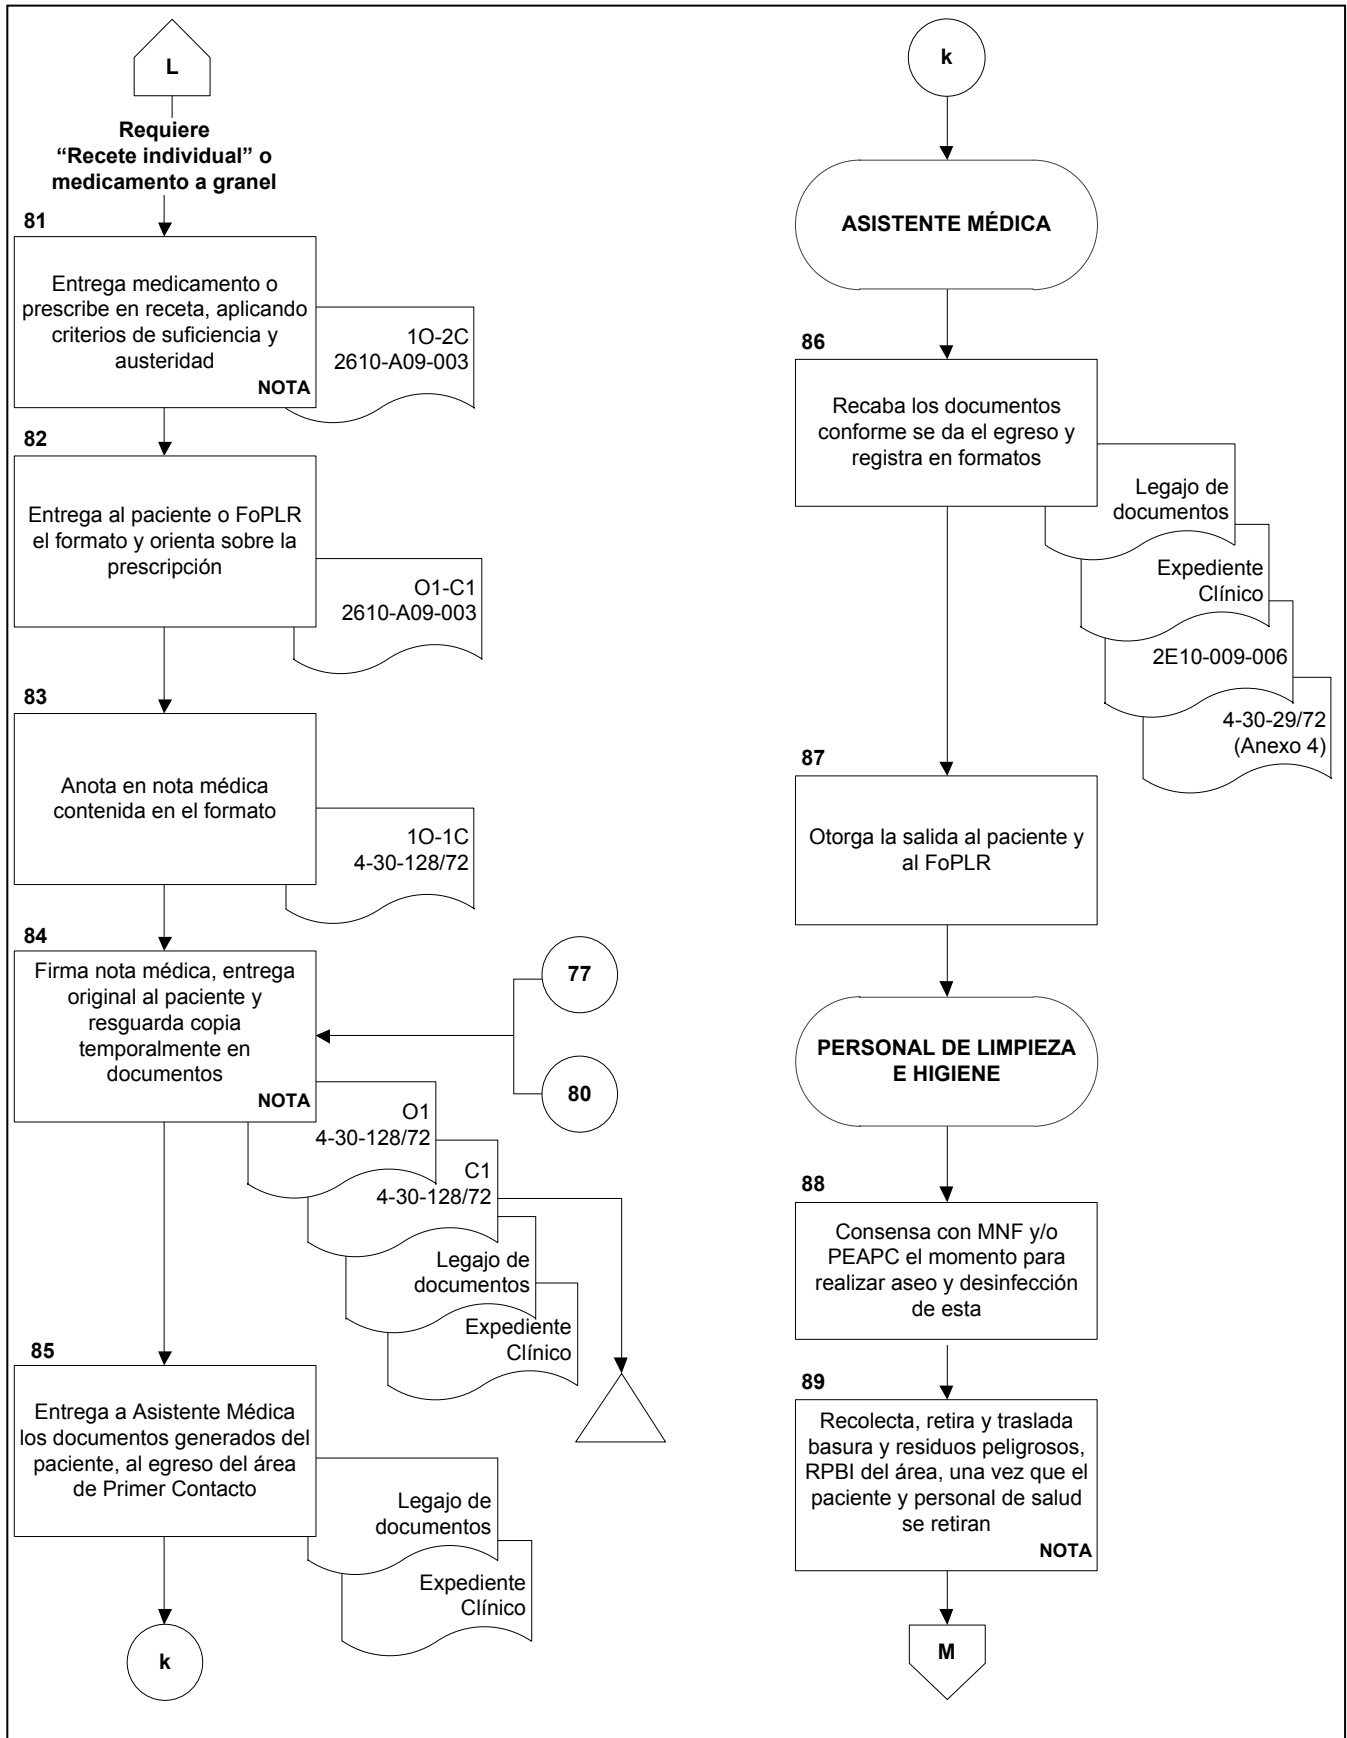 L
Requiere
“Recete individual” o
medicamento a granel
81
Entrega medicamento o
prescribe en receta, aplicando
criterios de suficiencia y
austeridad
NOTA
1O-2C
2610-A09-003
82
Entrega al paciente o FoPLR
el formato y orienta sobre la
prescripción
O1-C1
2610-A09-003
83
Anota en nota médica
contenida en el formato
1O-1C
4-30-128/72
84
Firma nota médica, entrega
original al paciente y
resguarda copia
temporalmente en
documentos
NOTA
77
80
O1
4-30-128/72
C1
4-30-128/72
Legajo de
documentos
Expediente
Clínico
85
Entrega a Asistente Médica
los documentos generados del
paciente, al egreso del área
de Primer Contacto
Legajo de
documentos
Expediente
Clínico
k
k
ASISTENTE MÉDICA
86
Recaba los documentos
conforme se da el egreso y
registra en formatos
Legajo de
documentos
Expediente
Clínico
2E10-009-006
4-30-29/72
(Anexo 4)
87
Otorga la salida al paciente y
al FoPLR
PERSONAL DE LIMPIEZA
E HIGIENE
88
Consensa con MNF y/o
PEAPC el momento para
realizar aseo y desinfección
de esta
89
Recolecta, retira y traslada
basura y residuos peligrosos,
RPBI del área, una vez que el
paciente y personal de salud
se retiran
NOTA
M